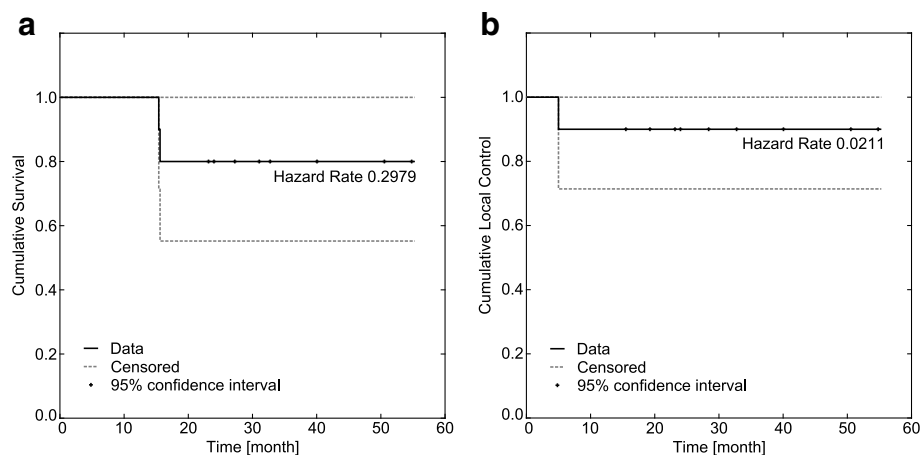 a
Cumulative Survival
1.0
0.8
0.6
0.4
0.2
0.0
Hazard Rate 0.2979
Data
Censored
95% confidence interval
0 10 20 30 40 50 60
Time [month]
b
Cumulative Local Control
1.0
0.8
0.6
0.4
0.2
0.0
Hazard Rate 0.0211
Data
Censored
95% confidence interval
0 10 20 30 40 50 60
Time [month]